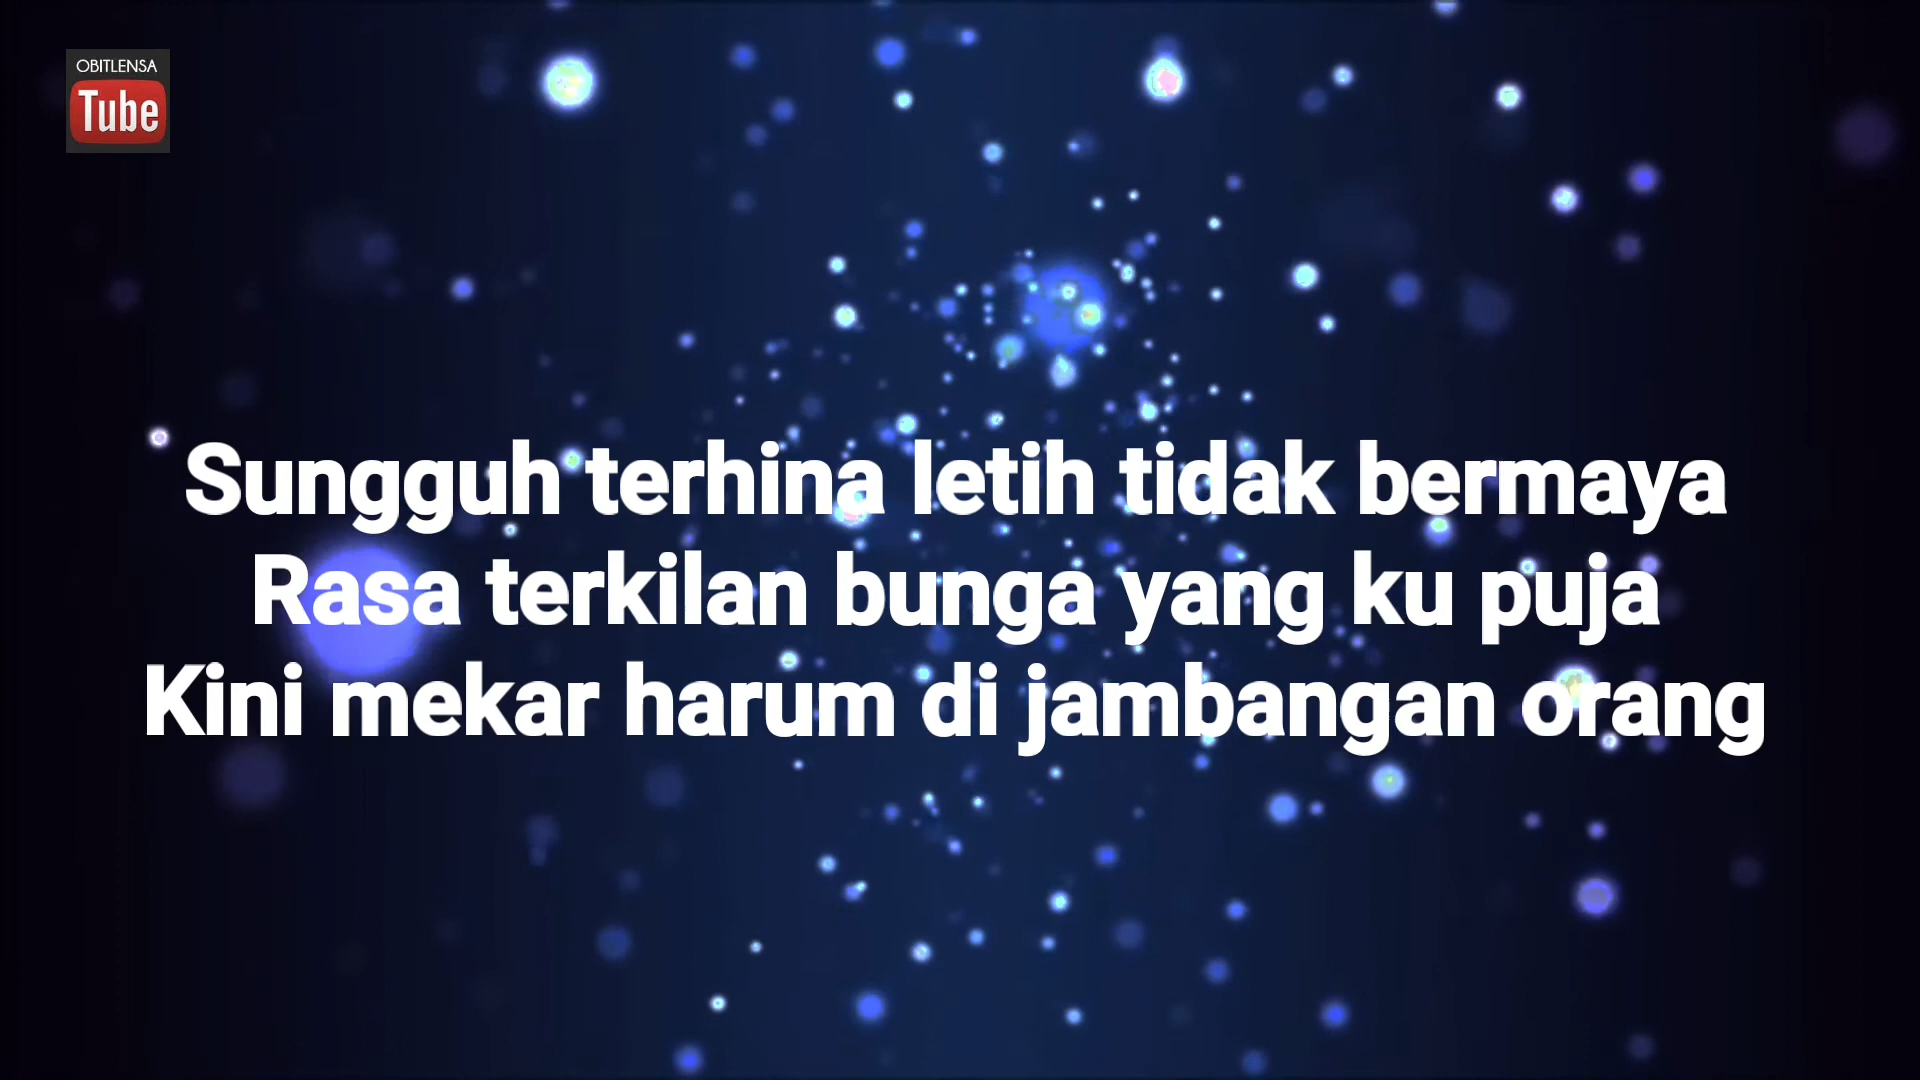 OBITLENSA
Tube
Sungguh terhina letih tidak bermaya
Rasa terkilan bunga yang ku puja
Kini mekar harum di jambangan orang